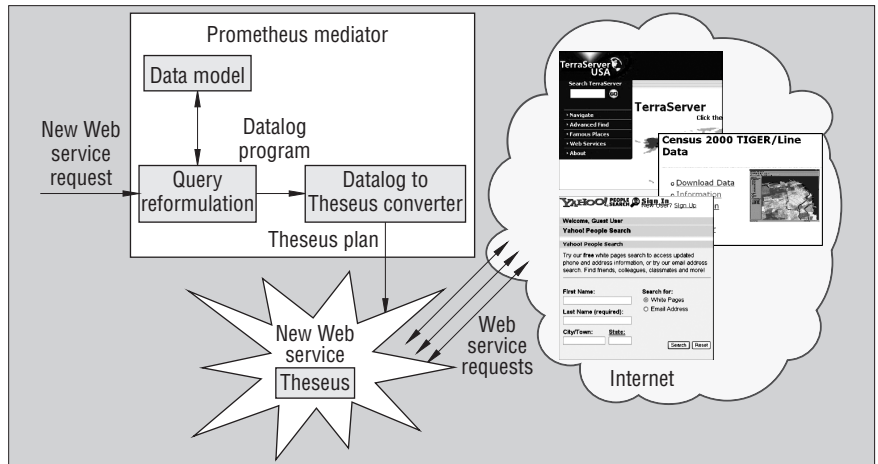 Prometheus mediator
Data model
New Web
service
request
Datalog
program
Query
reformulation
Datalog to
Theseus converter
Theseus plan
New Web
service
Theseus
Web
service
requests
Internet
TerraServer
USA
Search TerraServer
GO
• Navigate
• Advanced Find
• Famous Places
• Web Services
• About
TerraServer
Click the
Census 2000 TIGER/Line
Data
Download Data
Information
YAHOO! PEOPLE SEARCH Sign In
New User? Sign Up
Welcome, Guest User
Yahoo! People Search
Yahoo! People Search
Try our free white pages search to access updated
phone and address information, or try our email address
search. Find friends, colleagues, classmates and more!
First Name:
Search for:
White Pages
Email Address
Last Name (required):
City/Town: State:
Search Reset